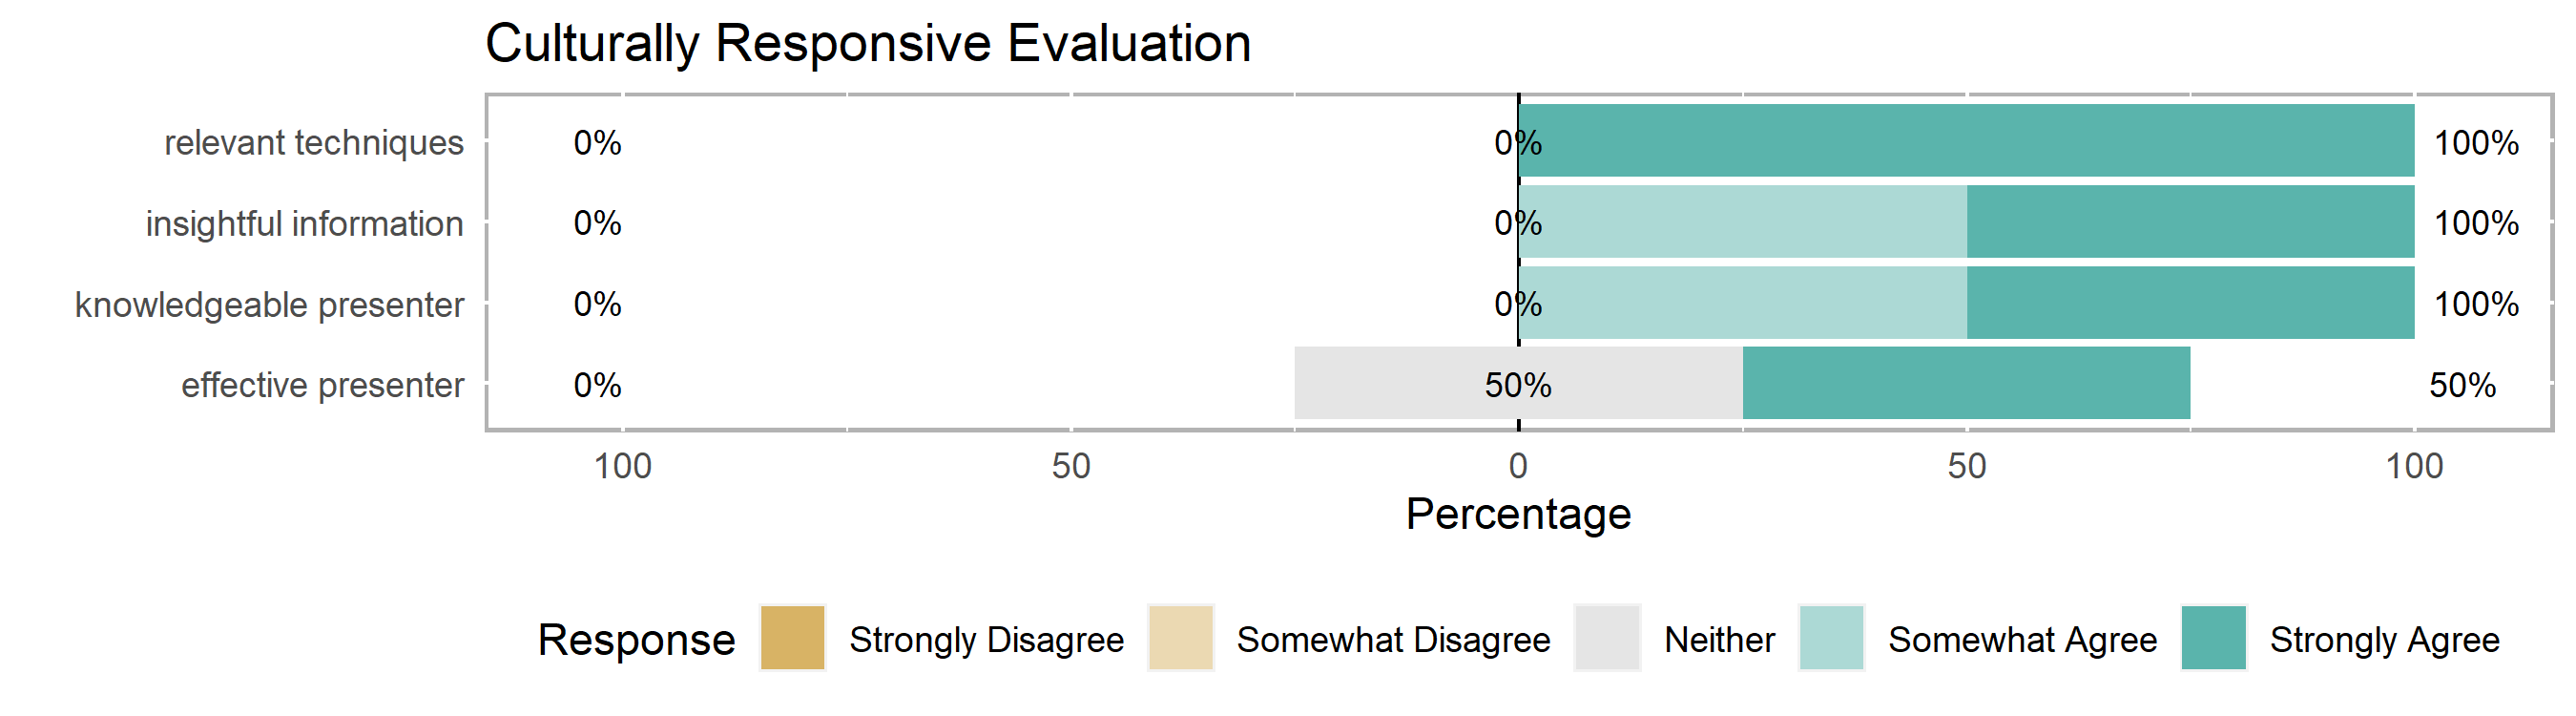 Culturally Responsive Evaluation
relevant techniques 0% 0% 100%
insightful information 0% 0% 100%
knowledgeable presenter 0% 0% 100%
effective presenter 0% 50% 50%
100 50 0 50 100
Percentage
Response Strongly Disagree Somewhat Disagree Neither Somewhat Agree Strongly Agree